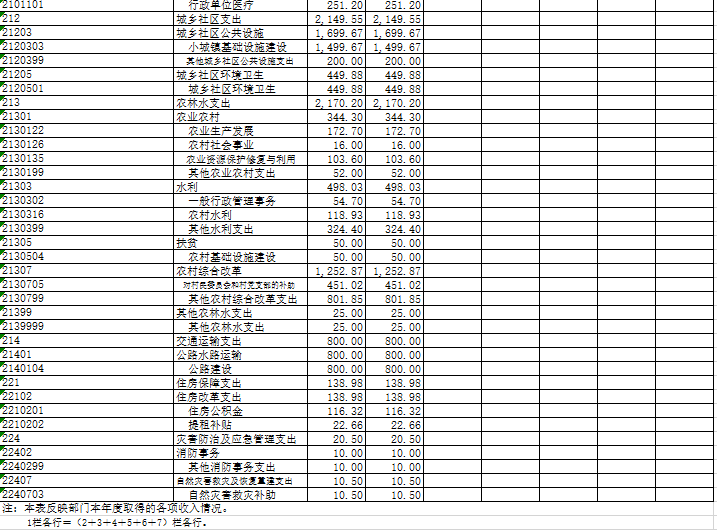 2101101 行政单位医疗 251.20 251.20
212 城乡社区支出 2,149.55 2,149.55
21203 城乡社区公共设施 1,699.67 1,699.67
2120303 小城镇基础设施建设 1,499.67 1,499.67
2120399 其他城乡社区公共设施支出 200.00 200.00
21205 城乡社区环境卫生 449.88 449.88
2120501 城乡社区环境卫生 449.88 449.88
213 农林水支出 2,170.20 2,170.20
21301 农业农村 344.30 344.30
2130122 农业生产发展 172.70 172.70
2130126 农村社会事业 16.00 16.00
2130135 农业资源保护修复与利用 103.60 103.60
2130199 其他农业农村支出 52.00 52.00
21303 水利 498.03 498.03
2130302 一般行政管理事务 54.70 54.70
2130316 农村水利 118.93 118.93
2130399 其他水利支出 324.40 324.40
21305 扶贫 50.00 50.00
2130504 农村基础设施建设 50.00 50.00
21307 农村综合改革 1,252.87 1,252.87
2130705 对村民委员会和村党支部的补助 451.02 451.02
2130799 其他农村综合改革支出 801.85 801.85
21399 其他农林水支出 25.00 25.00
2139999 其他农林水支出 25.00 25.00
214 交通运输支出 800.00 800.00
21401 公路水路运输 800.00 800.00
2140104 公路建设 800.00 800.00
221 住房保障支出 138.98 138.98
22102 住房改革支出 138.98 138.98
2210201 住房公积金 116.32 116.32
2210202 提租补贴 22.66 22.66
224 灾害防治及应急管理支出 20.50 20.50
22402 消防事务 10.00 10.00
2240299 其他消防事务支出 10.00 10.00
22407 自然灾害救灾及恢复重建支出 10.50 10.50
2240703 自然灾害救灾补助 10.50 10.50
注：本表反映部门本年度取得的各项收入情况。
1栏各行＝（2+3+4+5+6+7）栏各行。